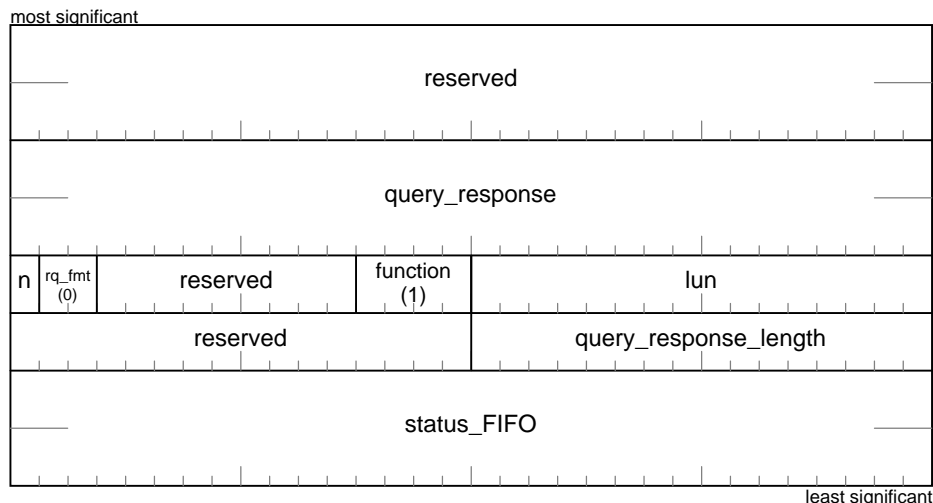 most significant
reserved
query_response
n rq_fmt (0) reserved function (1) lun
reserved query_response_length
status_FIFO
least significant